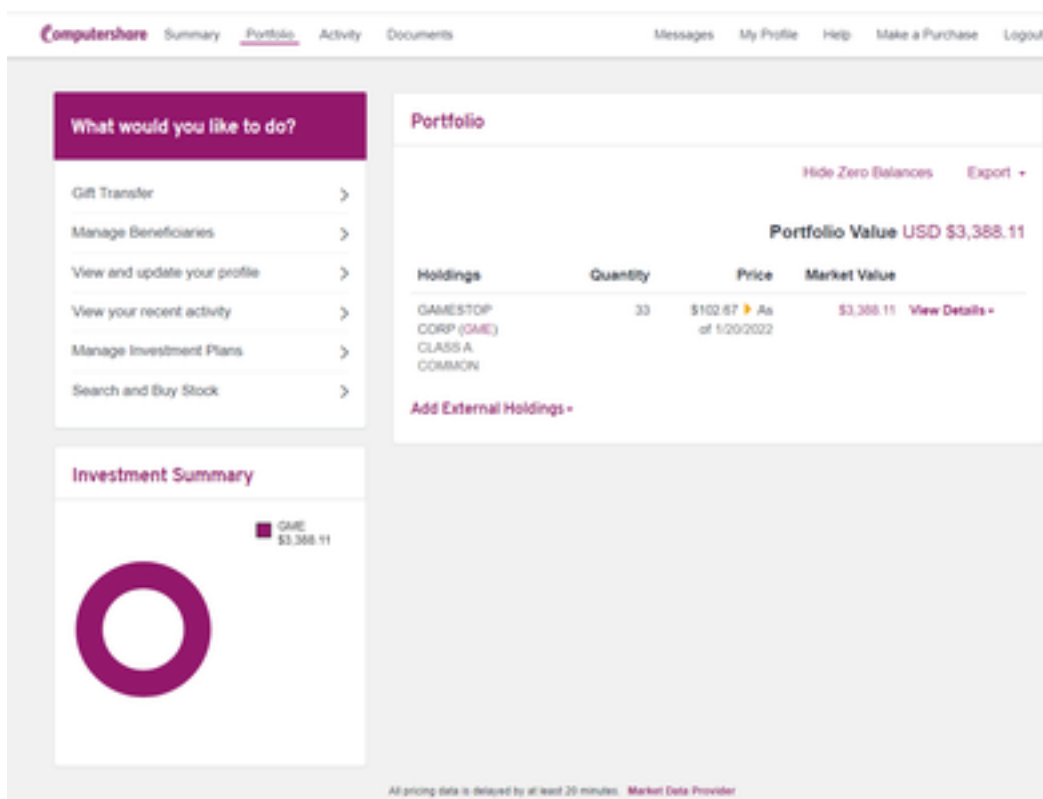 Computershare Summary Portfolio Activity Documents Messages My Profile Help Make a Purchase Logout
What would you like to do?
Gift Transfer
Manage Beneficiaries
View and update your profile
View your recent activity
Manage Investment Plans
Search and Buy Stock
Portfolio
Hide Zero Balances Export
Portfolio Value USD $3,388.11
Holdings Quantity Price Market Value
GAMESTOP 33 $102.67 As $3,388.11 View Details
CORP (GME) of 1/20/2022
CLASS A
COMMON
Add External Holdings
Investment Summary
GME
$3,388.11
All pricing data is delayed by at least 20 minutes. Market Data Provider